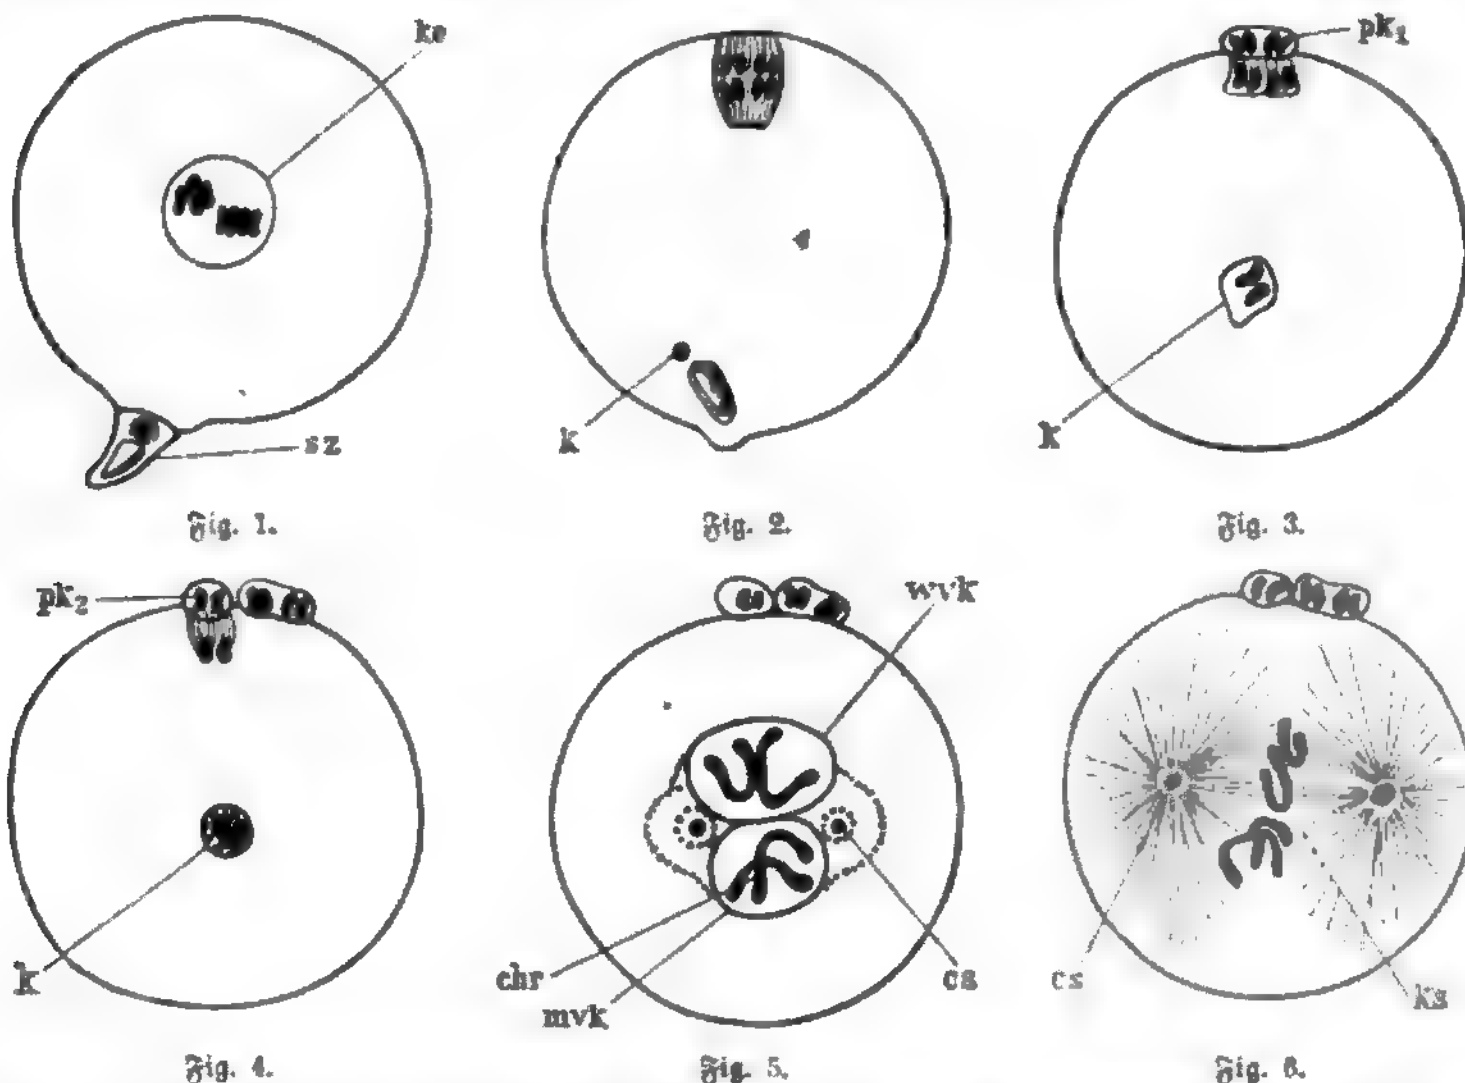 ke
sz
Fig. 1.
k
Fig. 2.
pk₁
k
Fig. 3.
pk₂
k
Fig. 4.
wvk
chr
mvk
cs
Fig. 5.
cs
ks
Fig. 6.